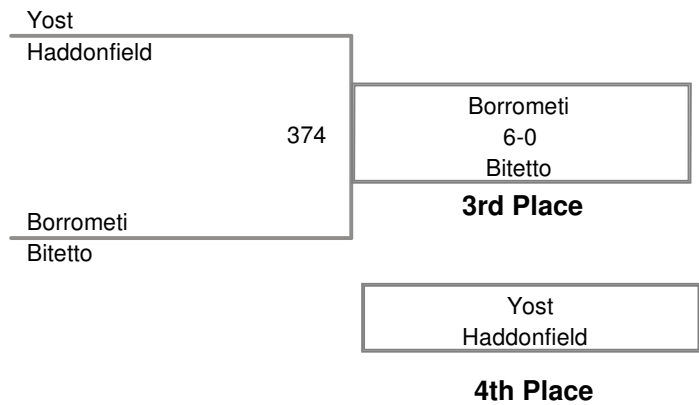 Yost
Haddonfield
374
Borrometi
6-0
Bitetto
3rd Place
Borrometi
Bitetto
Yost
Haddonfield
4th Place